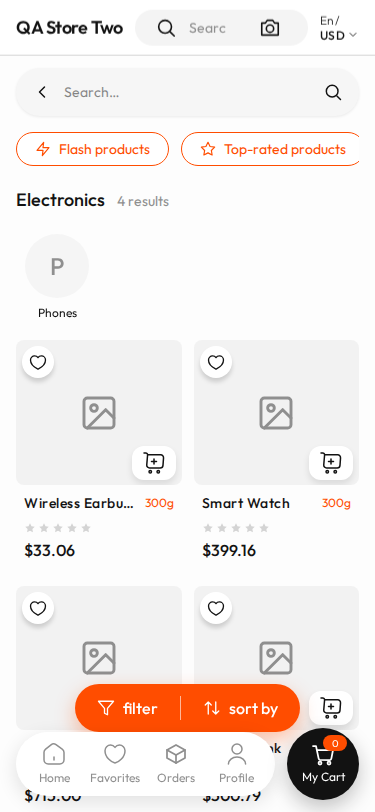 QA Store Two
Searc
En /
USD
Search...
Flash products
Top-rated products
Electronics
4 results
P
Phones
Wireless Earbu...
300g
$33.06
Smart Watch
300g
$399.16
filter
sort by
Home
Favorites
Orders
Profile
0
My Cart